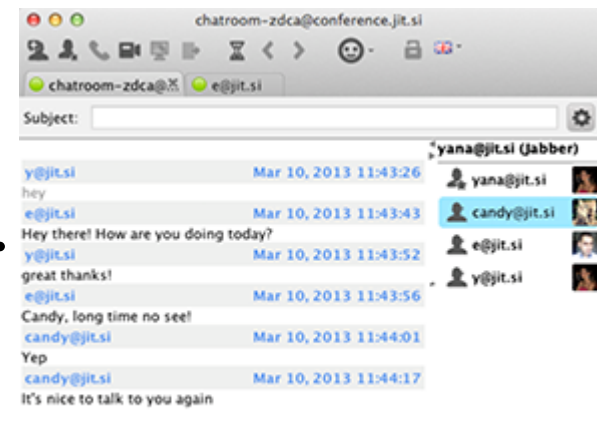 chatroom-zdca@conference.jit.si
chatroom-zdca@ e@jit.si
Subject:
yana@jit.si (Jabber)
y@jit.si Mar 10, 2013 11:43:26
hey
e@jit.si Mar 10, 2013 11:43:43
Hey there! How are you doing today?
y@jit.si Mar 10, 2013 11:43:52
great thanks!
e@jit.si Mar 10, 2013 11:43:56
Candy, long time no see!
candy@jit.si Mar 10, 2013 11:44:01
Yep
candy@jit.si Mar 10, 2013 11:44:17
It's nice to talk to you again
yana@jit.si
candy@jit.si
e@jit.si
y@jit.si